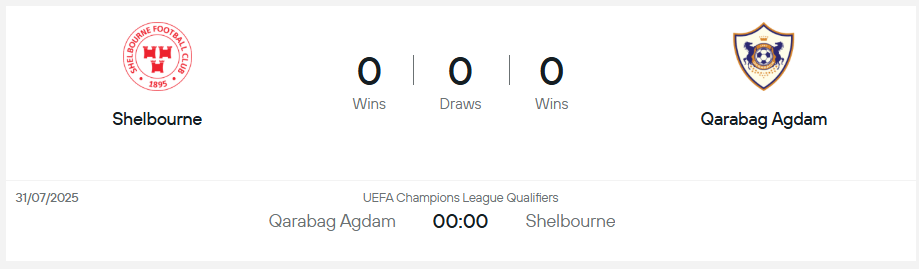 SHELBOURNE FOOTBALL CLUB
· 1895 ·
0 0 0
Wins Draws Wins
Shelbourne Qarabag Agdam
31/07/2025 UEFA Champions League Qualifiers
Qarabag Agdam 00:00 Shelbourne